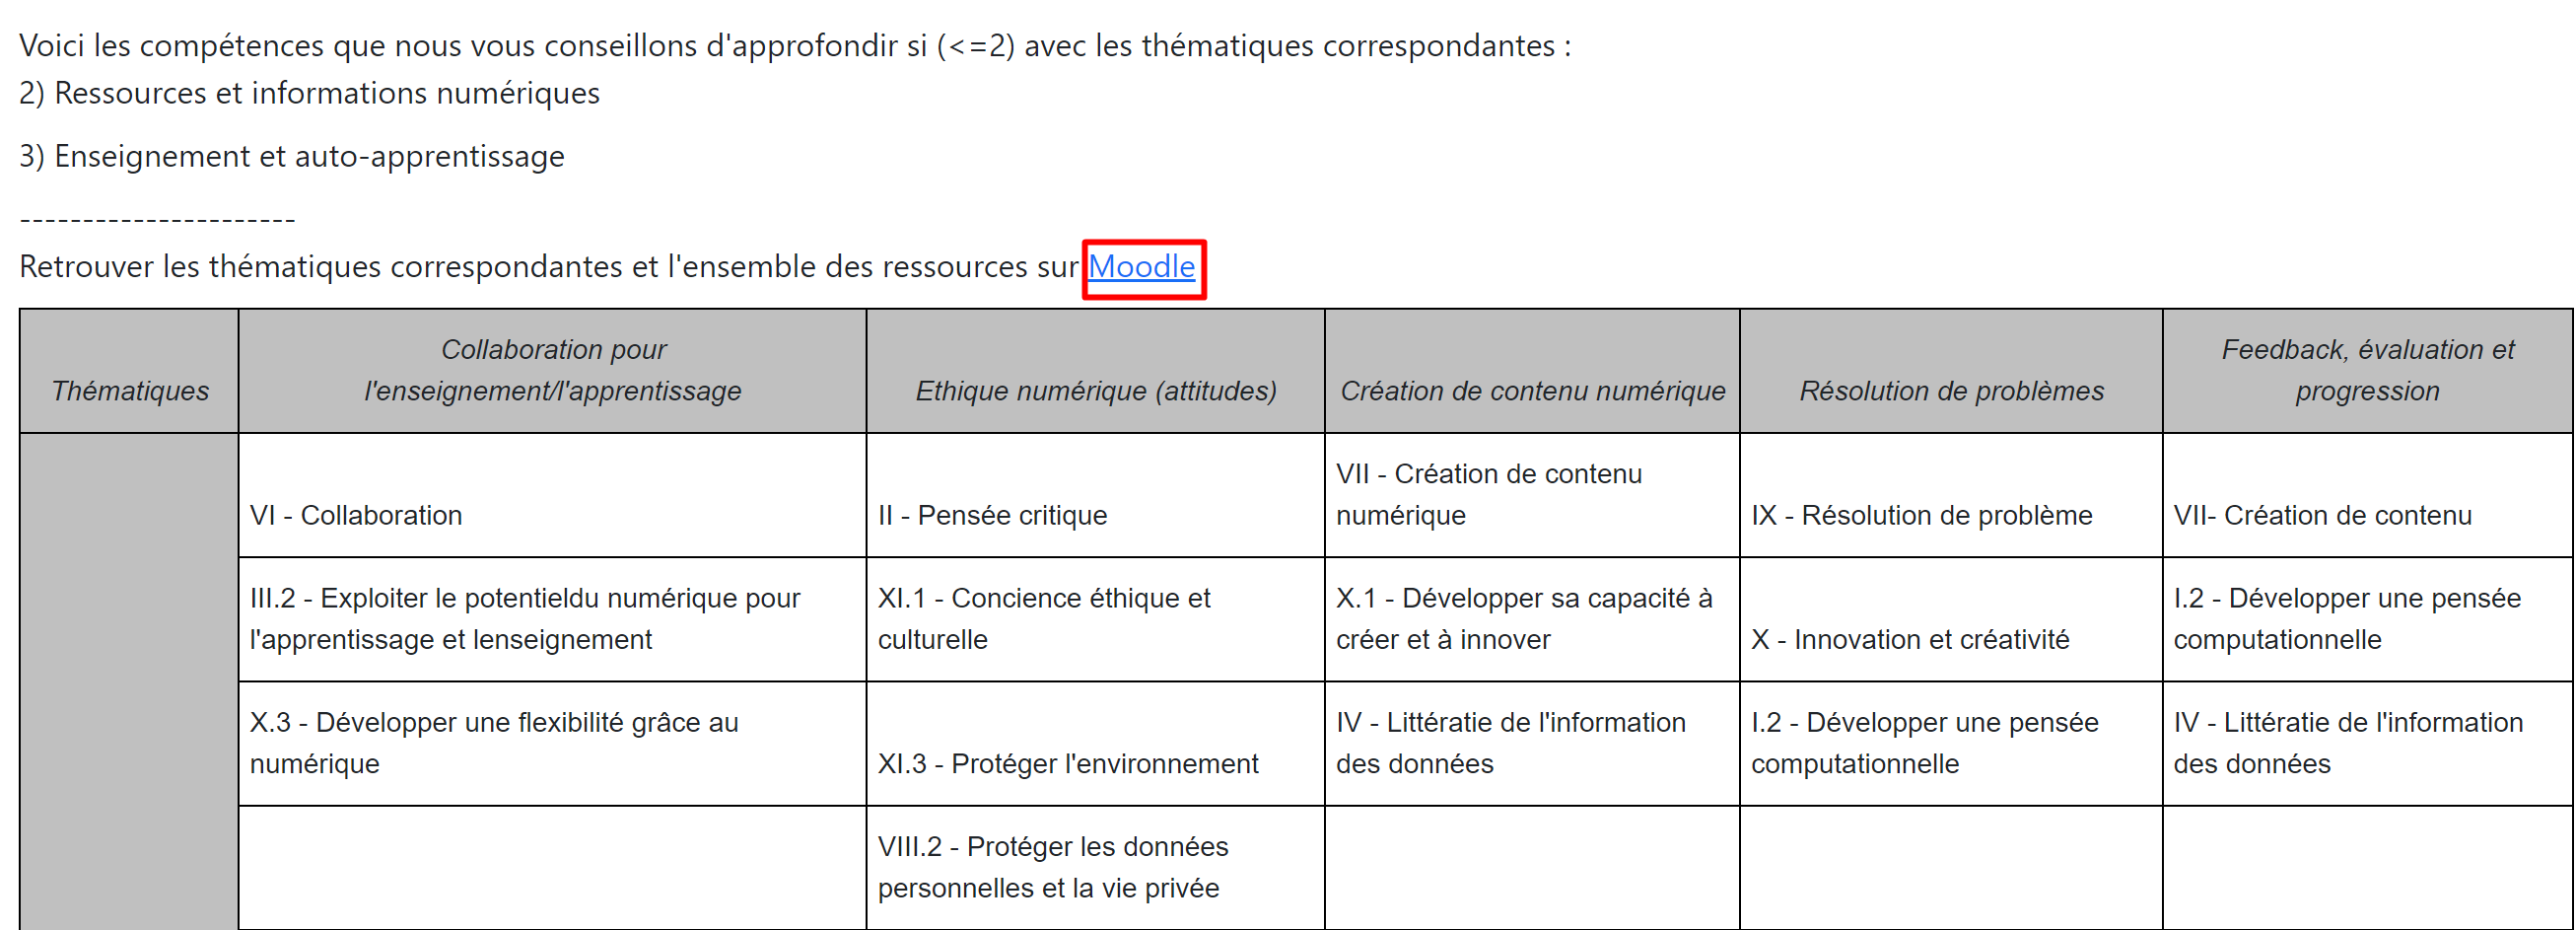 Voici les compétences que nous vous conseillons d'approfondir si (<=2) avec les thématiques correspondantes :
2) Ressources et informations numériques
3) Enseignement et auto-apprentissage
----------------------
Retrouver les thématiques correspondantes et l'ensemble des ressources sur Moodle
Thématiques
Collaboration pour
l'enseignement/l'apprentissage
Ethique numérique (attitudes)
Création de contenu numérique
Résolution de problèmes
Feedback, évaluation et
progression
VI - Collaboration
II - Pensée critique
VII - Création de contenu
numérique
IX - Résolution de problème
VII- Création de contenu
III.2 - Exploiter le potentieldu numérique pour
l'apprentissage et lenseignement
XI.1 - Concience éthique et
culturelle
X.1 - Développer sa capacité à
créer et à innover
X - Innovation et créativité
I.2 - Développer une pensée
computationnelle
X.3 - Développer une flexibilité grâce au
numérique
XI.3 - Protéger l'environnement
IV - Littératie de l'information
des données
I.2 - Développer une pensée
computationnelle
IV - Littératie de l'information
des données
VIII.2 - Protéger les données
personnelles et la vie privée